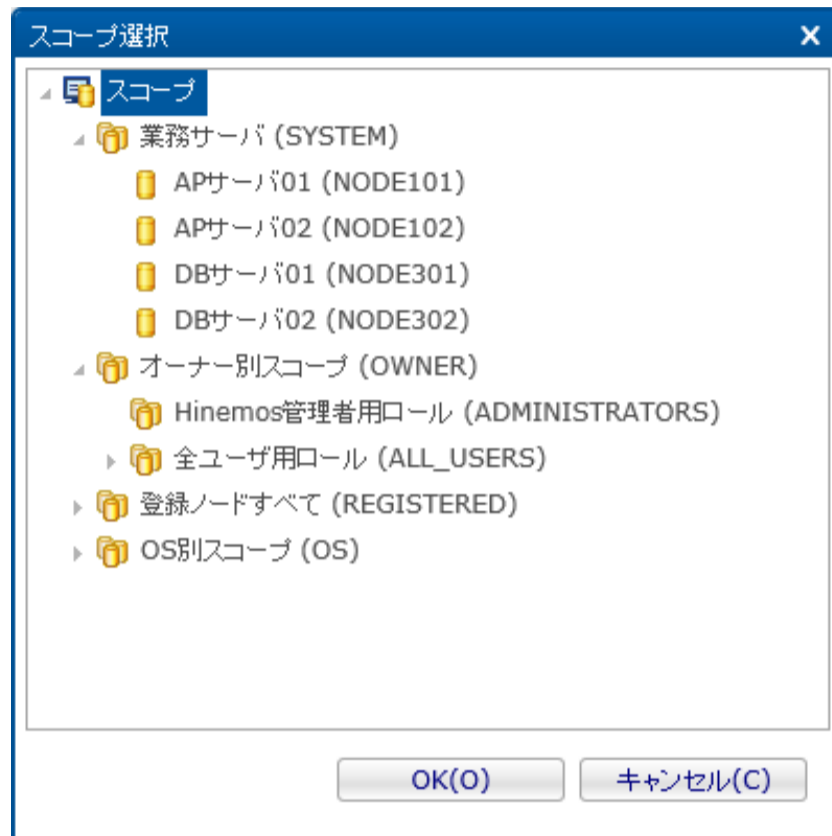 スコープ選択
スコープ
業務サーバ (SYSTEM)
APサーバ01 (NODE101)
APサーバ02 (NODE102)
DBサーバ01 (NODE301)
DBサーバ02 (NODE302)
オーナー別スコープ (OWNER)
Hinemos管理者用ロール (ADMINISTRATORS)
全ユーザ用ロール (ALL_USERS)
登録ノードすべて (REGISTERED)
OS別スコープ (OS)
OK(O) キャンセル(C)